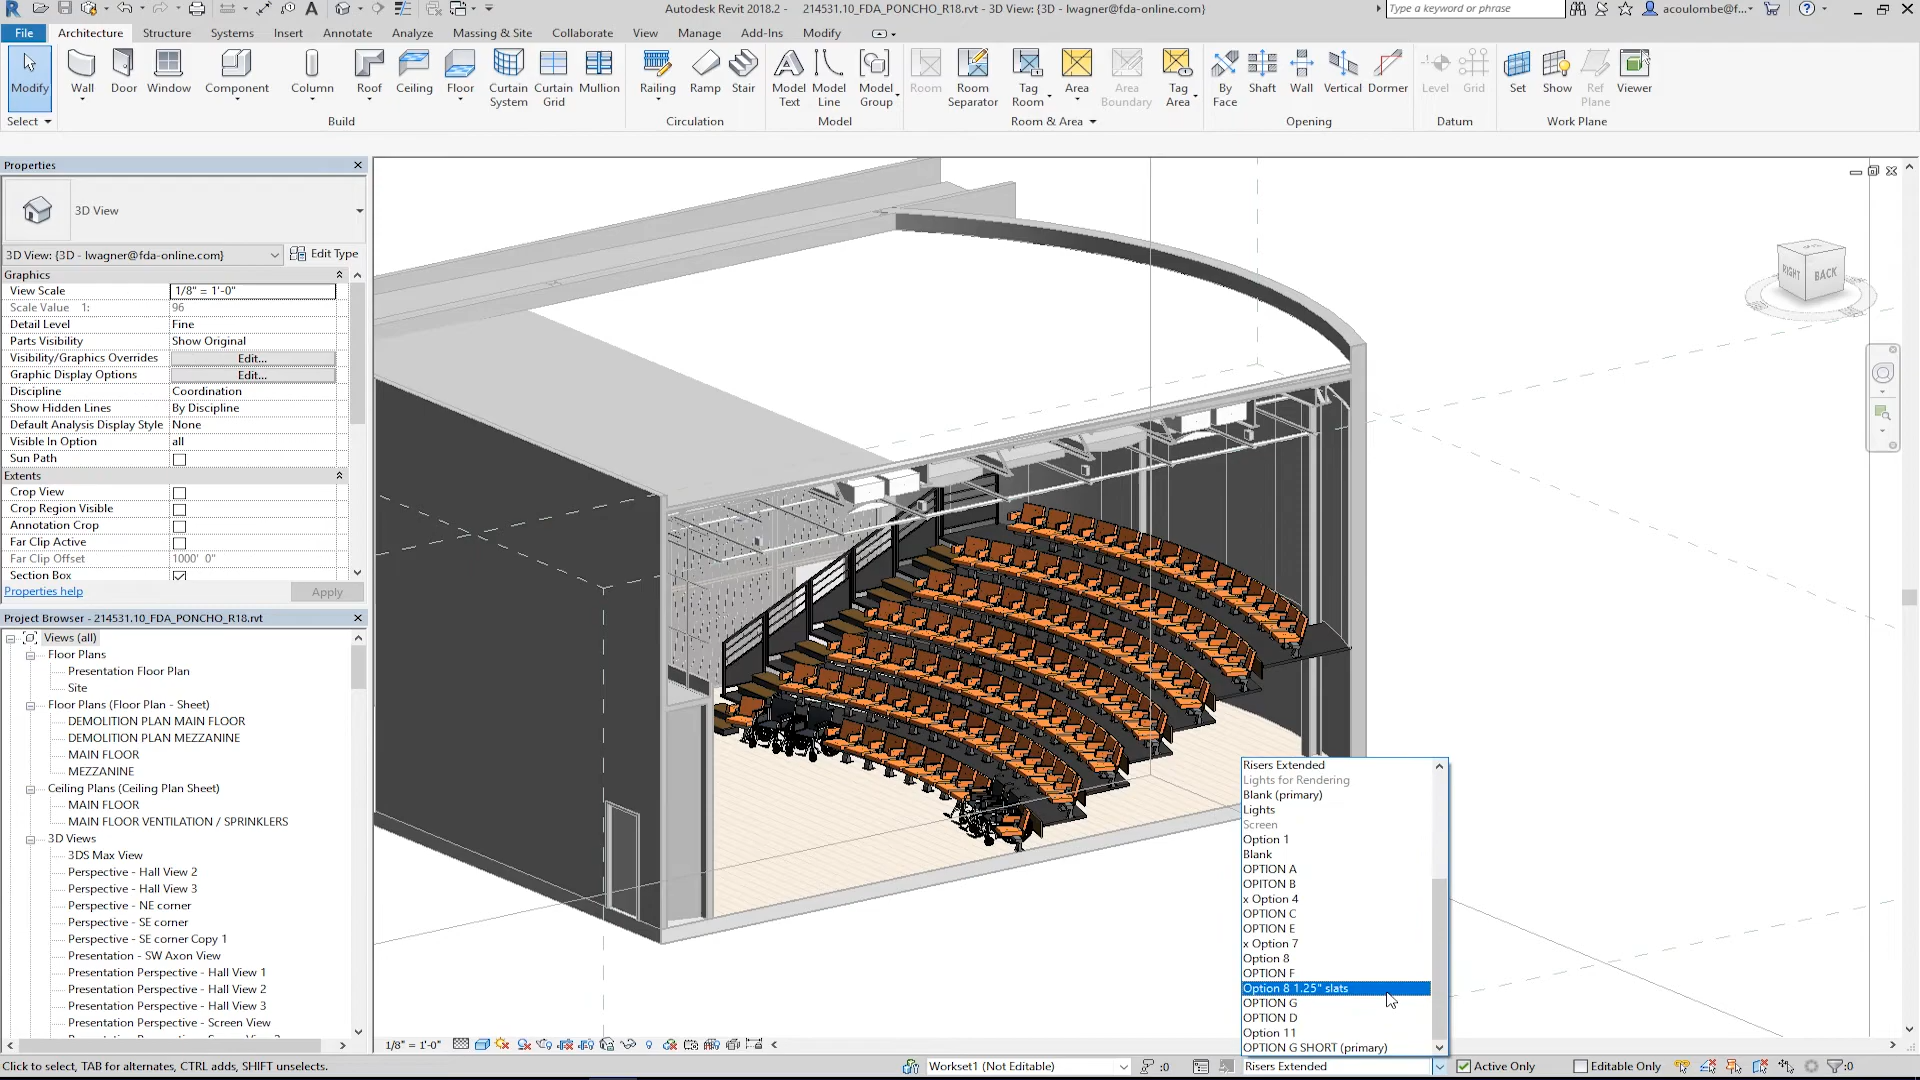 Autodesk Revit 2018.2 - 214531.10_FDA_PONCHO_R18.rvt - 3D View: {3D - lwagner@fda-online.com}
Type a keyword or phrase
acoulombe@f...
File Architecture Structure Systems Insert Annotate Analyze Massing & Site Collaborate View Manage Add-Ins Modify
Modify Wall Door Window Component Column Roof Ceiling Floor Curtain System Curtain Grid Mullion Railing Ramp Stair Model Text Model Line Model Group Room Room Separator Tag Room Area Area Boundary Tag Area By Face Shaft Wall Vertical Dormer Level Grid Set Show Ref Plane Viewer
Select Build Circulation Model Room & Area Opening Datum Work Plane
Properties
3D View
3D View: {3D - lwagner@fda-online.com} Edit Type
Graphics
View Scale 1/8" = 1'-0"
Scale Value 1: 96
Detail Level Fine
Parts Visibility Show Original
Visibility/Graphics Overrides Edit...
Graphic Display Options Edit...
Discipline Coordination
Show Hidden Lines By Discipline
Default Analysis Display Style None
Visible In Option all
Sun Path
Extents
Crop View
Crop Region Visible
Annotation Crop
Far Clip Active
Far Clip Offset 1000' 0"
Section Box
Properties help Apply
Project Browser - 214531.10_FDA_PONCHO_R18.rvt
Views (all)
Floor Plans
Presentation Floor Plan
Site
Floor Plans (Floor Plan - Sheet)
DEMOLITION PLAN MAIN FLOOR
DEMOLITION PLAN MEZZANINE
MAIN FLOOR
MEZZANINE
Ceiling Plans (Ceiling Plan Sheet)
MAIN FLOOR
MAIN FLOOR VENTILATION / SPRINKLERS
3D Views
3DS Max View
Perspective - Hall View 2
Perspective - Hall View 3
Perspective - NE corner
Perspective - SE corner
Perspective - SE corner Copy 1
Presentation - SW Axon View
Presentation Perspective - Hall View 1
Presentation Perspective - Hall View 2
Presentation Perspective - Hall View 3
Presentation Perspective - Screen View
RIGHT BACK
Risers Extended
Lights for Rendering
Blank (primary)
Lights
Screen
Option 1
Blank
OPTION A
OPITON B
x Option 4
OPTION C
OPTION E
x Option 7
Option 8
OPTION F
Option 8 1.25" slats
OPTION G
OPTION D
Option 11
OPTION G SHORT (primary)
1/8" = 1'-0"
Click to select, TAB for alternates, CTRL adds, SHIFT unselects. Workset1 (Not Editable) :0 Risers Extended Active Only Editable Only :0